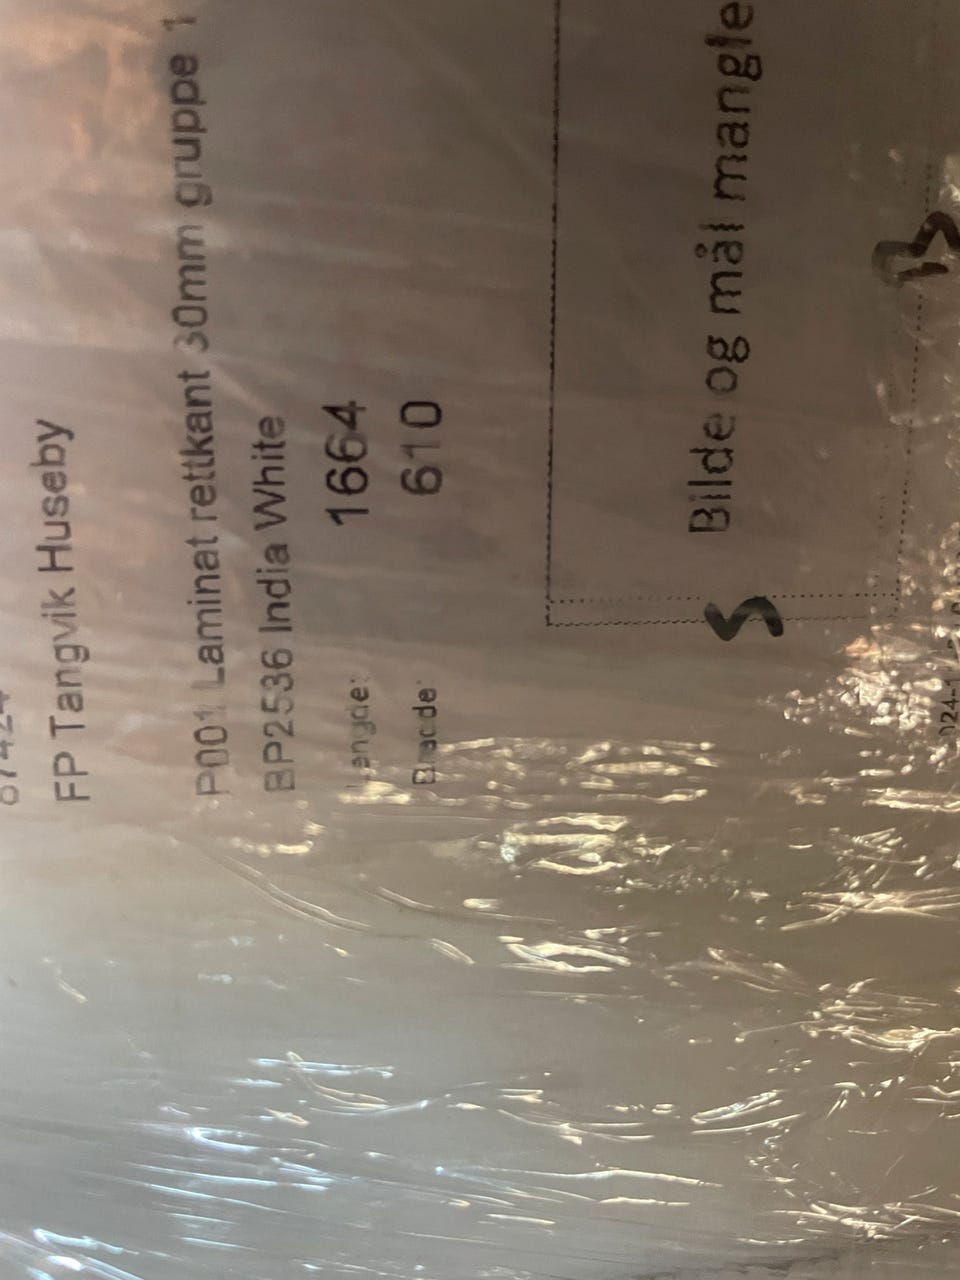 FP Tangvik Huseby
P001 Laminat rettkant 30mm gruppe 1
BP2536 India White
Lengde: 1664
Bredde: 610
Bilde og mål mangle
S
B